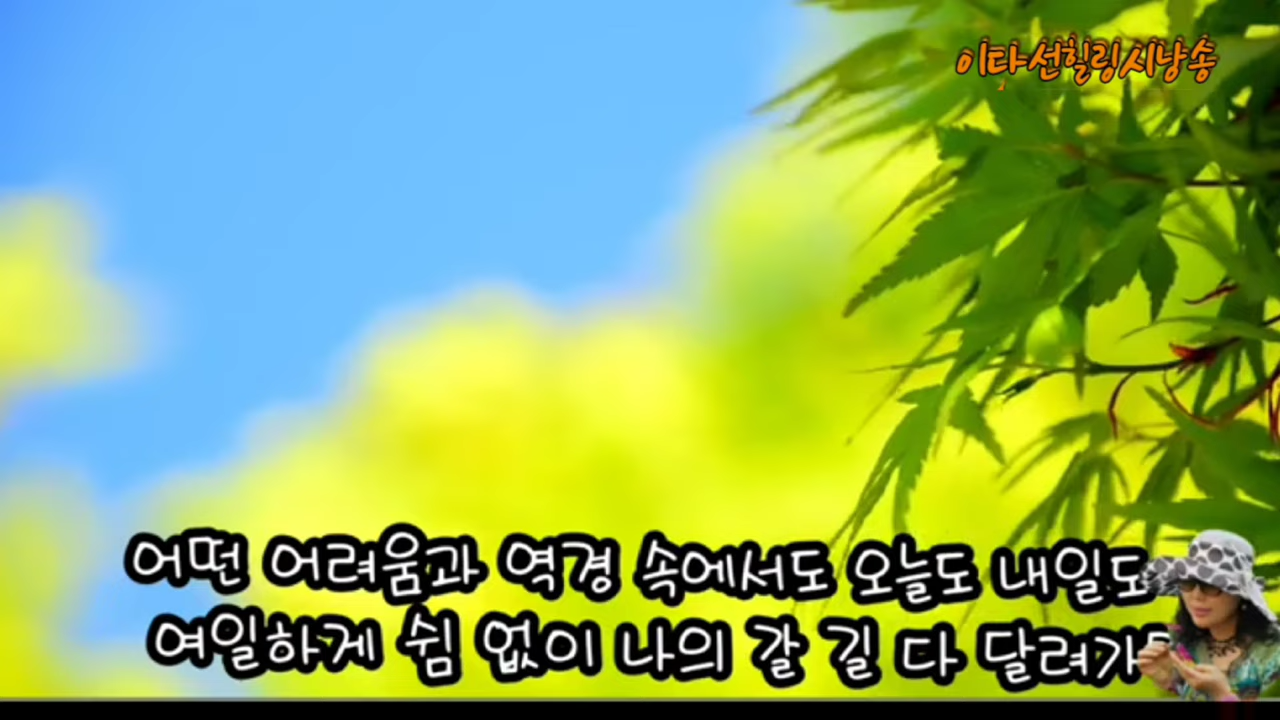 이다선힐링시낭송
어떤 어려움과 역경 속에서도 오늘도 내일도
여일하게 쉼 없이 나의 갈 길 다 달려가